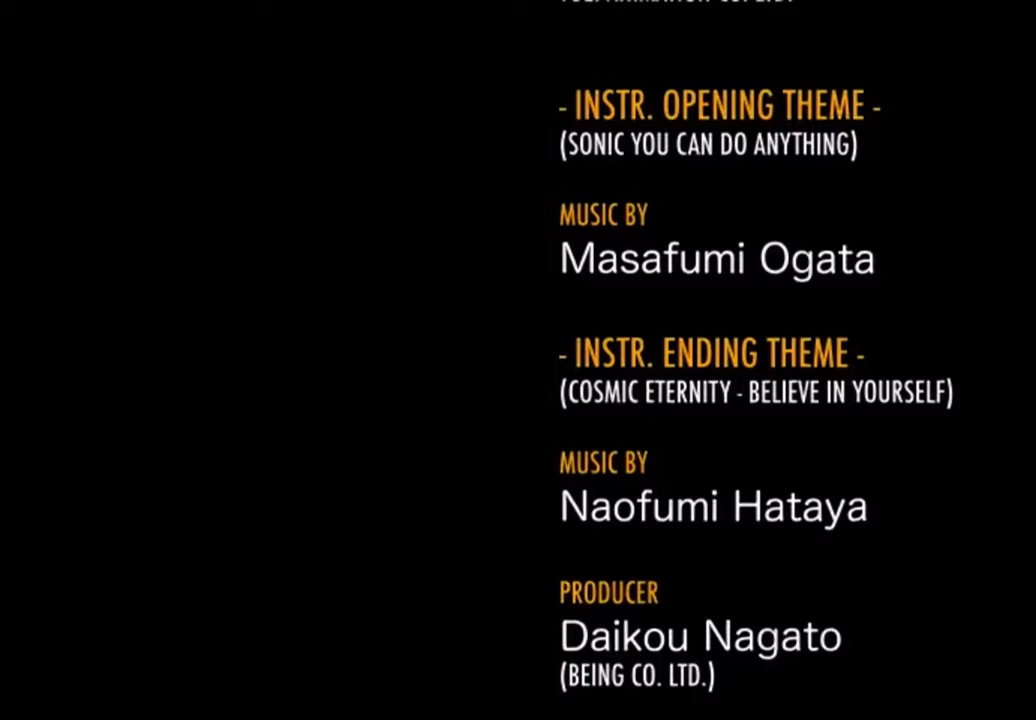 - INSTR. OPENING THEME -
(SONIC YOU CAN DO ANYTHING)
MUSIC BY
Masafumi Ogata
- INSTR. ENDING THEME -
(COSMIC ETERNITY - BELIEVE IN YOURSELF)
MUSIC BY
Naofumi Hataya
PRODUCER
Daikou Nagato
(BEING CO. LTD.)